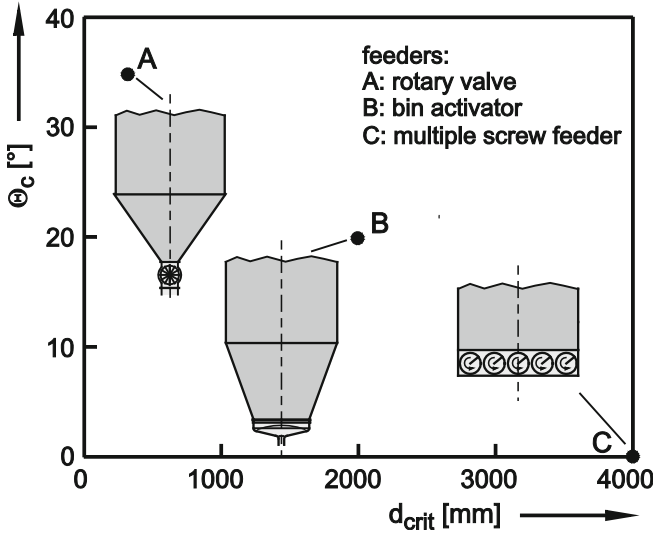 40
A
feeders:
A: rotary valve
B: bin activator
C: multiple screw feeder
30
Θc [°]
20
B
10
C
0
0 1000 2000 3000 4000
dcrit [mm]